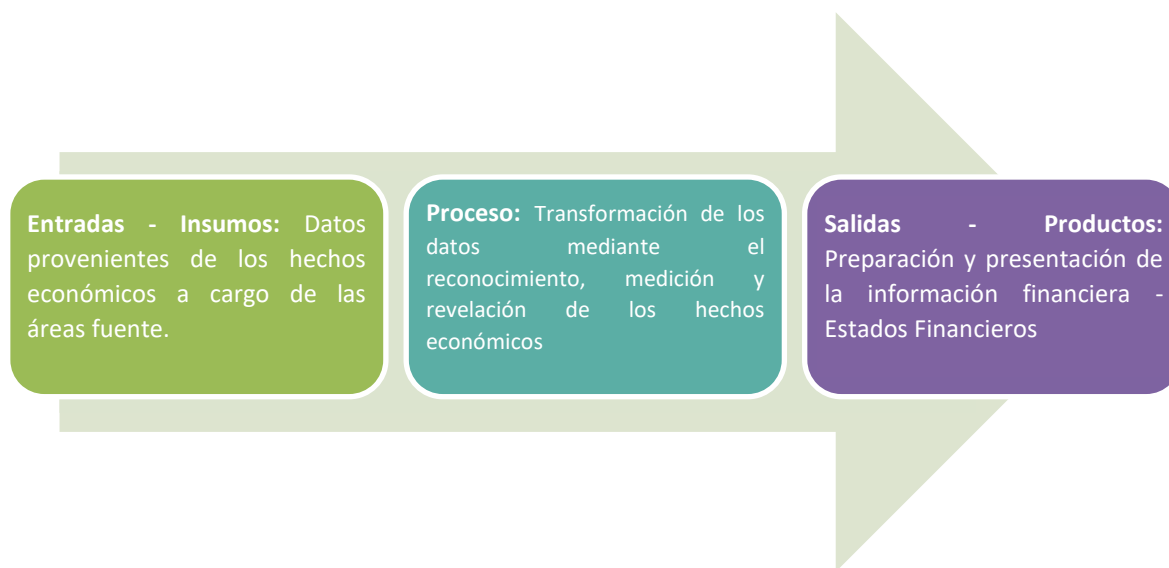 Entradas - Insumos: Datos
provenientes de los hechos
económicos a cargo de las
áreas fuente.
Proceso: Transformación de los
datos mediante el
reconocimiento, medición y
revelación de los hechos
económicos
Salidas - Productos:
Preparación y presentación de
la información financiera -
Estados Financieros